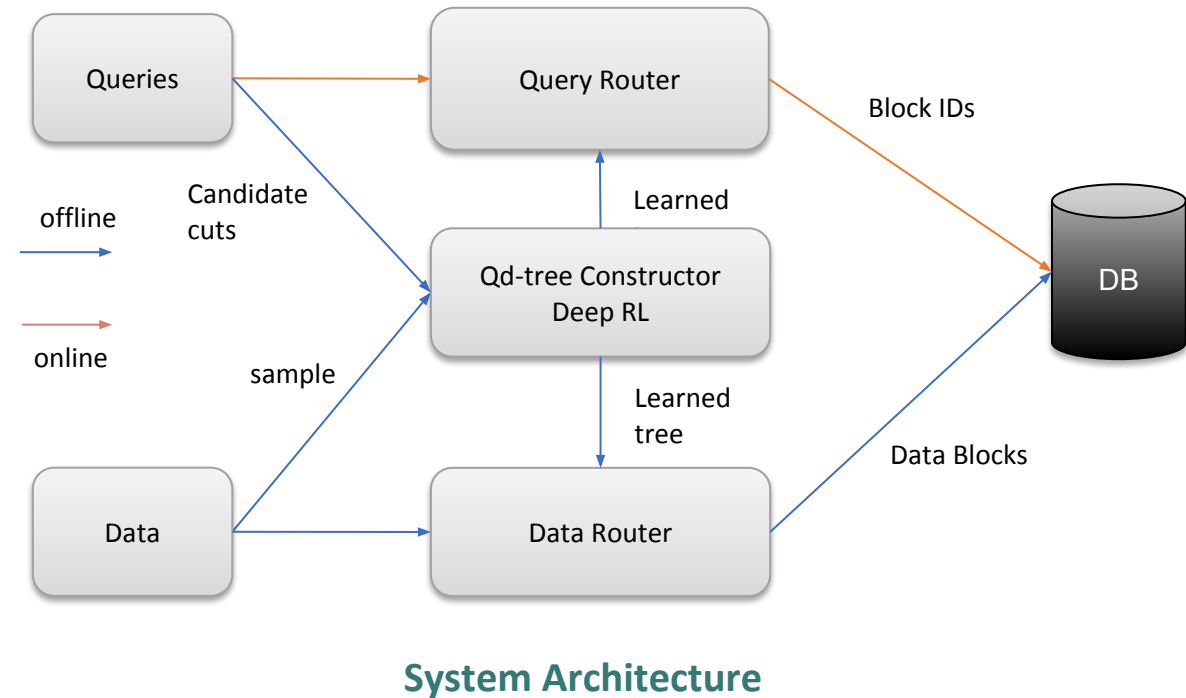 Queries
Query Router
Block IDs
Candidate
cuts
offline
Learned
Qd-tree Constructor
Deep RL
DB
online
sample
Learned
tree
Data Blocks
Data
Data Router
System Architecture